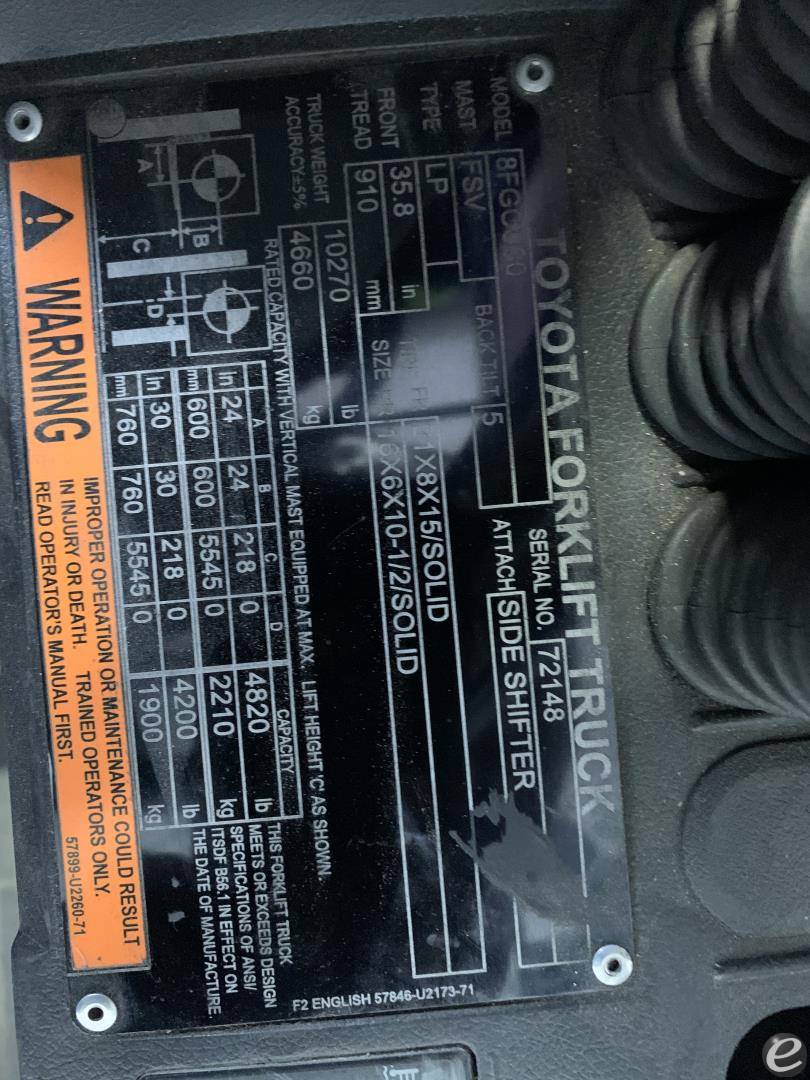 TOYOTA FORKLIFT TRUCK
MODEL 8FGCU30 SERIAL NO. 72148
MAST FSV BACK TILT 5 ATTACH SIDE SHIFTER
TYPE LP
FRONT TREAD 35.8 in 910 mm
TIRE SIZE FR 21X8X15/SOLID
RR 16X6X10-1/2/SOLID
TRUCK WEIGHT 10270 lb
ACCURACY±5% 4660 kg
RATED CAPACITY WITH VERTICAL MAST EQUIPPED AT MAX. LIFT HEIGHT 'C' AS SHOWN.
A B C D
A B C D CAPACITY
in 24 24 218 0 4820 lb
mm 600 600 5545 0 2210 kg
in 30 30 218 0 4200 lb
mm 760 760 5545 0 1900 kg
THIS FORKLIFT TRUCK
MEETS OR EXCEEDS DESIGN
SPECIFICATIONS OF ANSI/
ITSDF B56.1 IN EFFECT ON
THE DATE OF MANUFACTURE.
F2 ENGLISH 57846-U2173-71
WARNING
IMPROPER OPERATION OR MAINTENANCE COULD RESULT
IN INJURY OR DEATH. TRAINED OPERATORS ONLY.
READ OPERATOR'S MANUAL FIRST.
57899-U2260-71
e